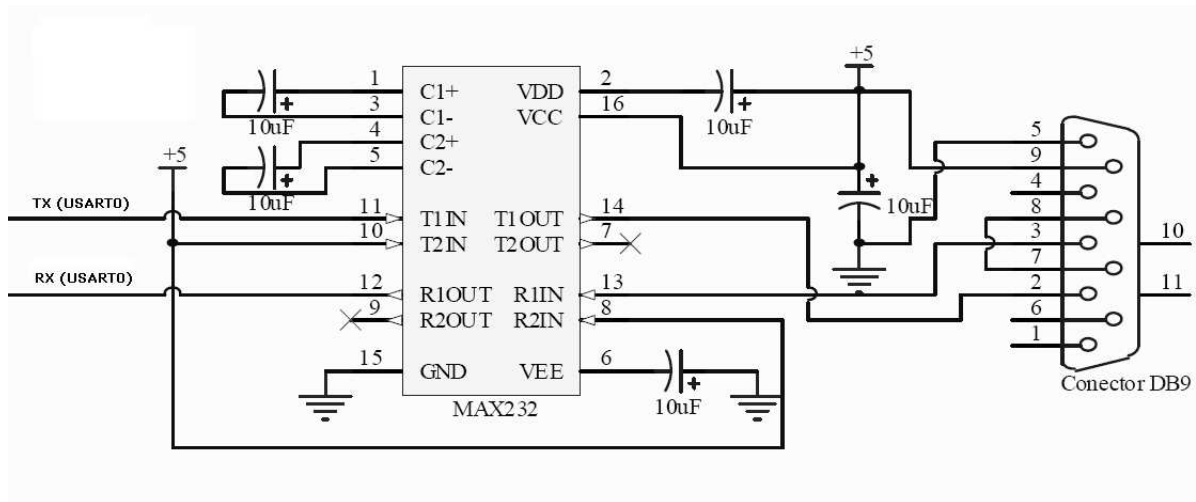 +5
1 C1+ VDD 2
+
10uF
3 C1- VCC 16
+
10uF
4 C2+
5 C2-
+5
+
10uF
+
10uF
TX (USART0)
11 T1IN T1OUT 14
10 T2IN T2OUT 7
RX (USART0)
12 R1OUT R1IN 13
9 R2OUT R2IN 8
15 GND VEE 6
+
10uF
MAX232
5
9
4
8
3
7
2
6
1
10
11
Conector DB9